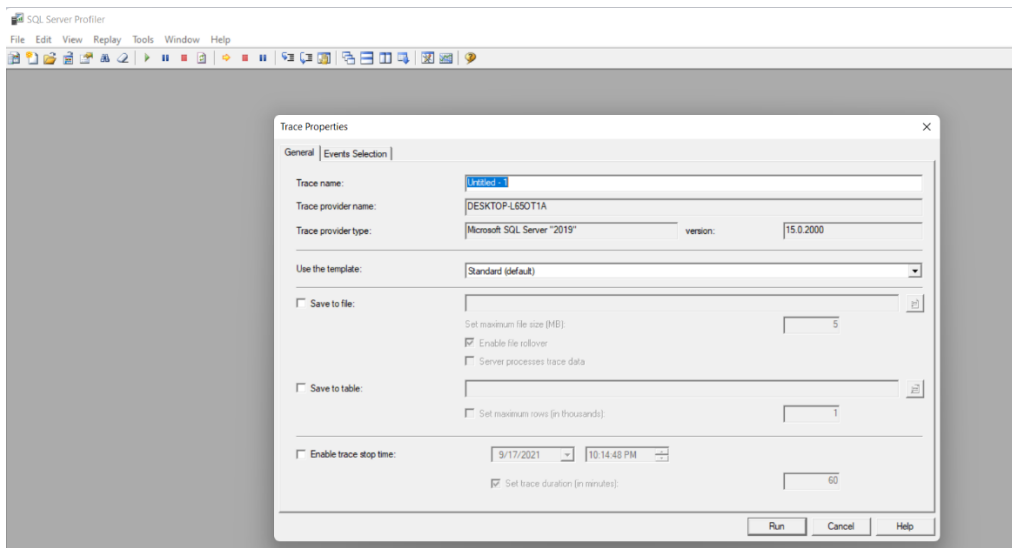 SQL Server Profiler
File Edit View Replay Tools Window Help
Trace Properties
General Events Selection
Trace name: Untitled - 1
Trace provider name: DESKTOP-L65OT1A
Trace provider type: Microsoft SQL Server "2019" version: 15.0.2000
Use the template: Standard (default)
Save to file:
Set maximum file size (MB): 5
Enable file rollover
Server processes trace data
Save to table:
Set maximum rows (in thousands): 1
Enable trace stop time: 9/17/2021 10:14:48 PM
Set trace duration (in minutes): 60
Run Cancel Help